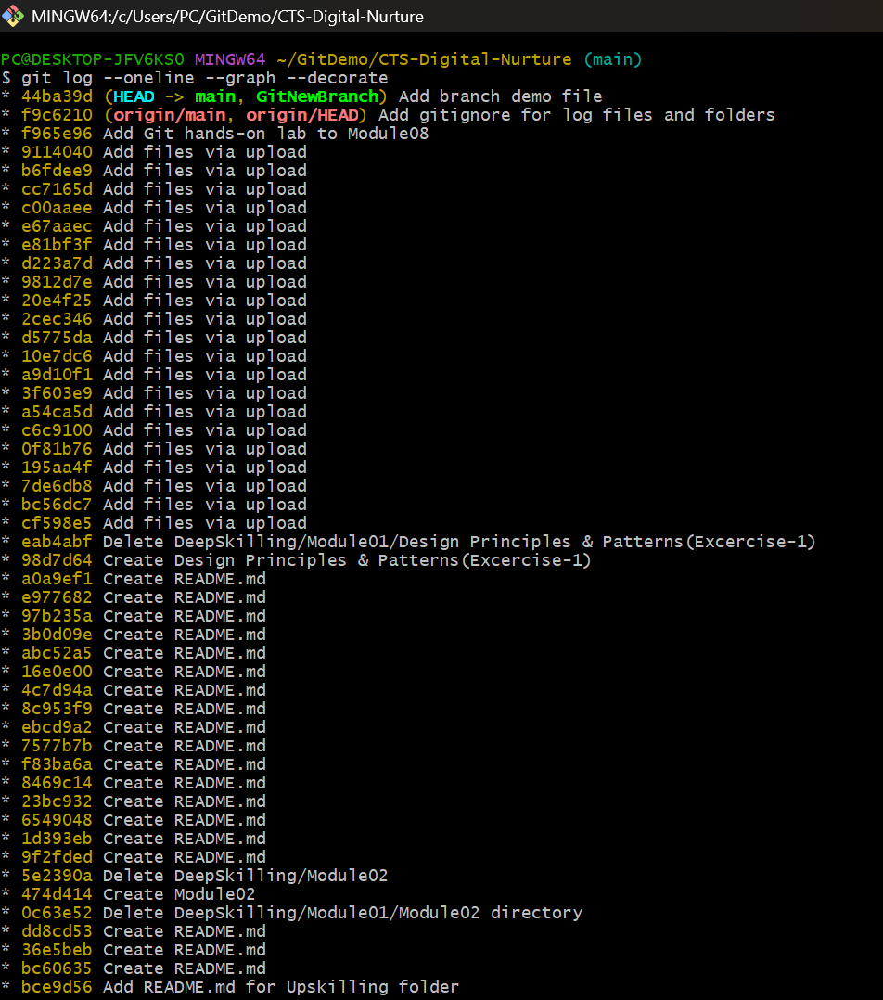 MINGW64:/c/Users/PC/GitDemo/CTS-Digital-Nurture
PC@DESKTOP-JFV6KSO MINGW64 ~/GitDemo/CTS-Digital-Nurture (main)
$ git log --oneline --graph --decorate
* 44ba39d (HEAD -> main, GitNewBranch) Add branch demo file
* f9c6210 (origin/main, origin/HEAD) Add gitignore for log files and folders
* f965e96 Add Git hands-on lab to Module08
* 9114040 Add files via upload
* b6fdee9 Add files via upload
* cc7165d Add files via upload
* c00aaee Add files via upload
* e67aaec Add files via upload
* e81bf3f Add files via upload
* d223a7d Add files via upload
* 9812d7e Add files via upload
* 20e4f25 Add files via upload
* 2cec346 Add files via upload
* d5775da Add files via upload
* 10e7dc6 Add files via upload
* a9d10f1 Add files via upload
* 3f603e9 Add files via upload
* a54ca5d Add files via upload
* c6c9100 Add files via upload
* 0f81b76 Add files via upload
* 195aa4f Add files via upload
* 7de6db8 Add files via upload
* bc56dc7 Add files via upload
* cf598e5 Add files via upload
* eab4abf Delete DeepSkilling/Module01/Design Principles & Patterns(Excercise-1)
* 98d7d64 Create Design Principles & Patterns(Excercise-1)
* a0a9ef1 Create README.md
* e977682 Create README.md
* 97b235a Create README.md
* 3b0d09e Create README.md
* abc52a5 Create README.md
* 16e0e00 Create README.md
* 4c7d94a Create README.md
* 8c953f9 Create README.md
* ebcd9a2 Create README.md
* 7577b7b Create README.md
* f83ba6a Create README.md
* 8469c14 Create README.md
* 23bc932 Create README.md
* 6549048 Create README.md
* 1d393eb Create README.md
* 9f2fded Create README.md
* 5e2390a Delete DeepSkilling/Module02
* 474d414 Create Module02
* 0c63e52 Delete DeepSkilling/Module01/Module02 directory
* dd8cd53 Create README.md
* 36e5beb Create README.md
* bc60635 Create README.md
* bce9d56 Add README.md for Upskilling folder